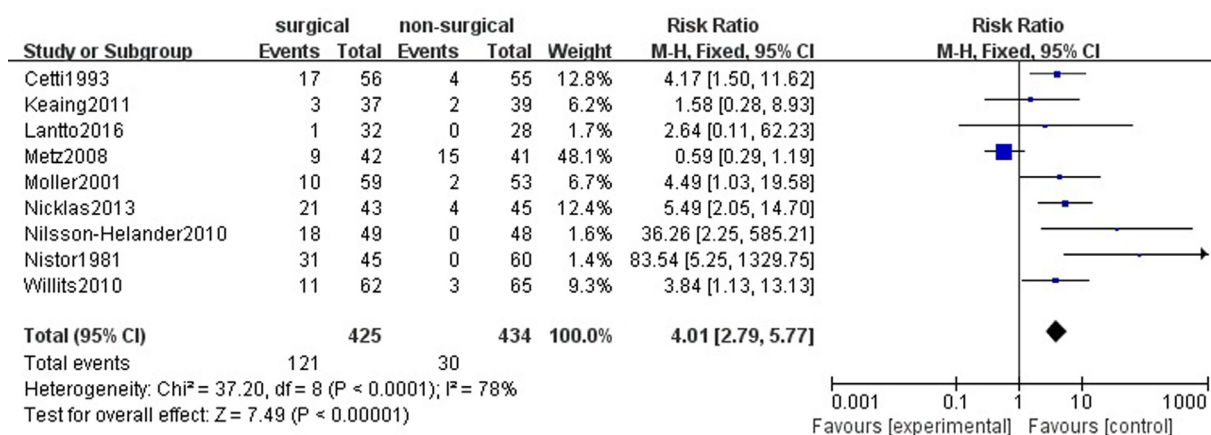 surgical non-surgical Risk Ratio Risk Ratio
Study or Subgroup Events Total Events Total Weight M-H, Fixed, 95% CI M-H, Fixed, 95% CI
Cetti1993 17 56 4 55 12.8% 4.17 [1.50, 11.62]
Keaing2011 3 37 2 39 6.2% 1.58 [0.28, 8.93]
Lantto2016 1 32 0 28 1.7% 2.64 [0.11, 62.23]
Metz2008 9 42 15 41 48.1% 0.59 [0.29, 1.19]
Moller2001 10 59 2 53 6.7% 4.49 [1.03, 19.58]
Nicklas2013 21 43 4 45 12.4% 5.49 [2.05, 14.70]
Nilsson-Helander2010 18 49 0 48 1.6% 36.26 [2.25, 585.21]
Nistor1981 31 45 0 60 1.4% 83.54 [5.25, 1329.75]
Willits2010 11 62 3 65 9.3% 3.84 [1.13, 13.13]
Total (95% CI) 425 434 100.0% 4.01 [2.79, 5.77]
Total events 121 30
Heterogeneity: Chi² = 37.20, df = 8 (P < 0.0001); I² = 78%
Test for overall effect: Z = 7.49 (P < 0.00001)
0.001 0.1 1 10 1000
Favours [experimental] Favours [control]